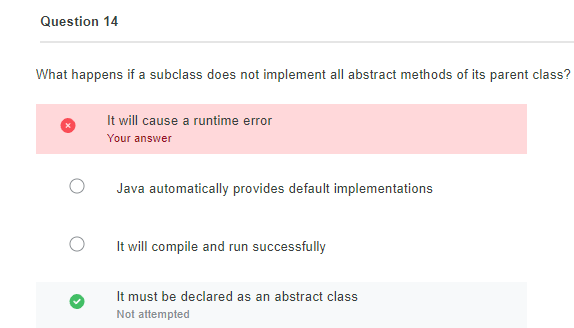 Question 14
What happens if a subclass does not implement all abstract methods of its parent class?
It will cause a runtime error
Your answer
Java automatically provides default implementations
It will compile and run successfully
It must be declared as an abstract class
Not attempted